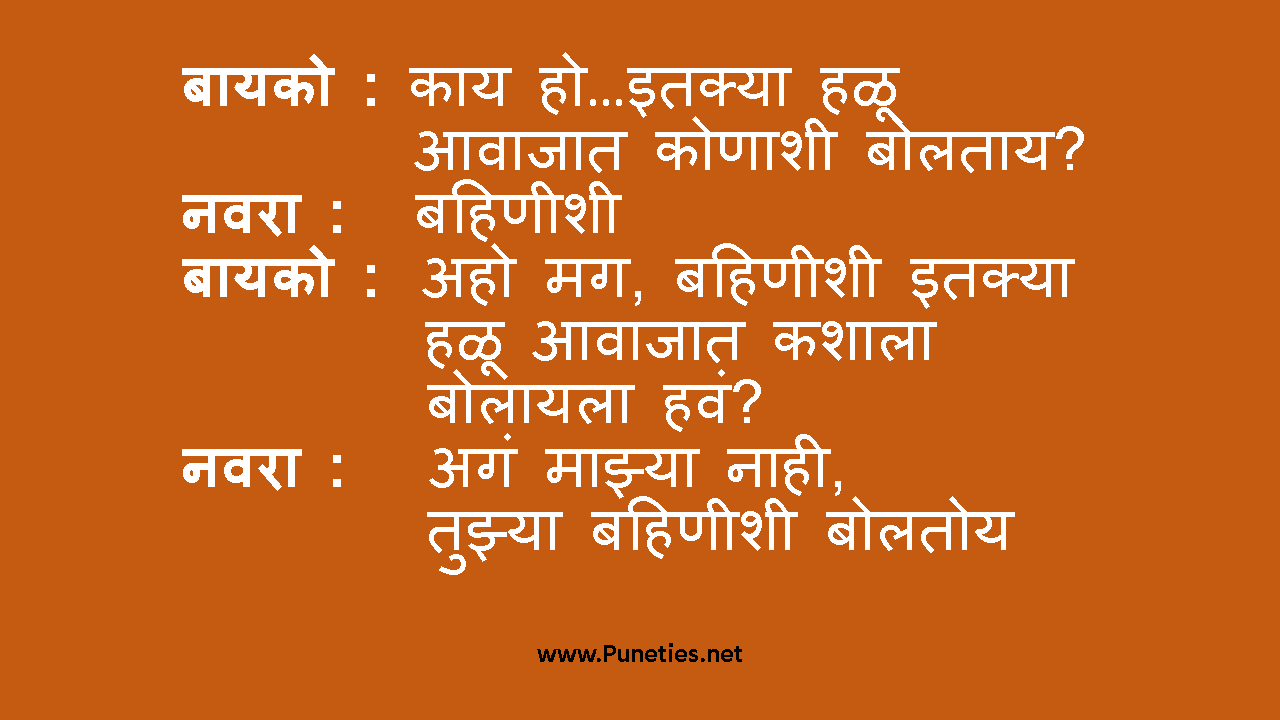 बायको : काय हो...इतक्या हळू
आवाजात कोणाशी बोलताय?
नवरा : बहिणीशी
बायको : अहो मग, बहिणीशी इतक्या
हळू आवाजात कशाला
बोलायला हवं?
नवरा : अगं माझ्या नाही,
तुझ्या बहिणीशी बोलतोय
www.Puneties.net